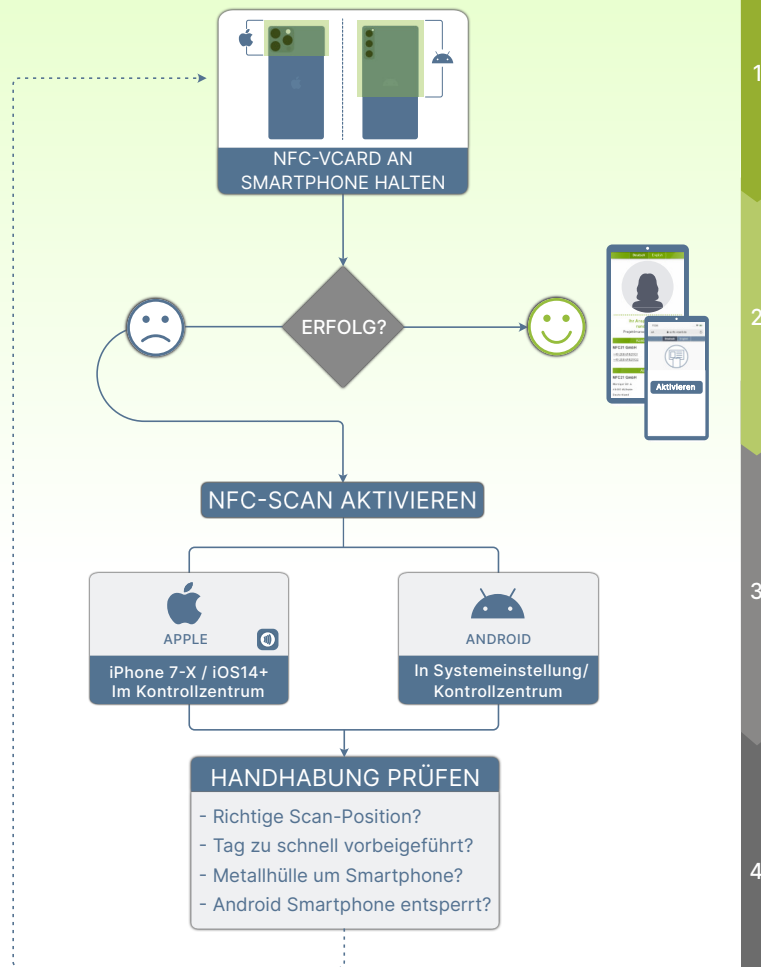 NFC-VCARD AN
SMARTPHONE HALTEN
1
ERFOLG?
2
Aktivieren
NFC-SCAN AKTIVIEREN
APPLE
iPhone 7-X / iOS14+
Im Kontrollzentrum
ANDROID
In Systemeinstellung/
Kontrollzentrum
3
HANDHABUNG PRÜFEN
- Richtige Scan-Position?
- Tag zu schnell vorbeigeführt?
- Metallhülle um Smartphone?
- Android Smartphone entsperrt?
4